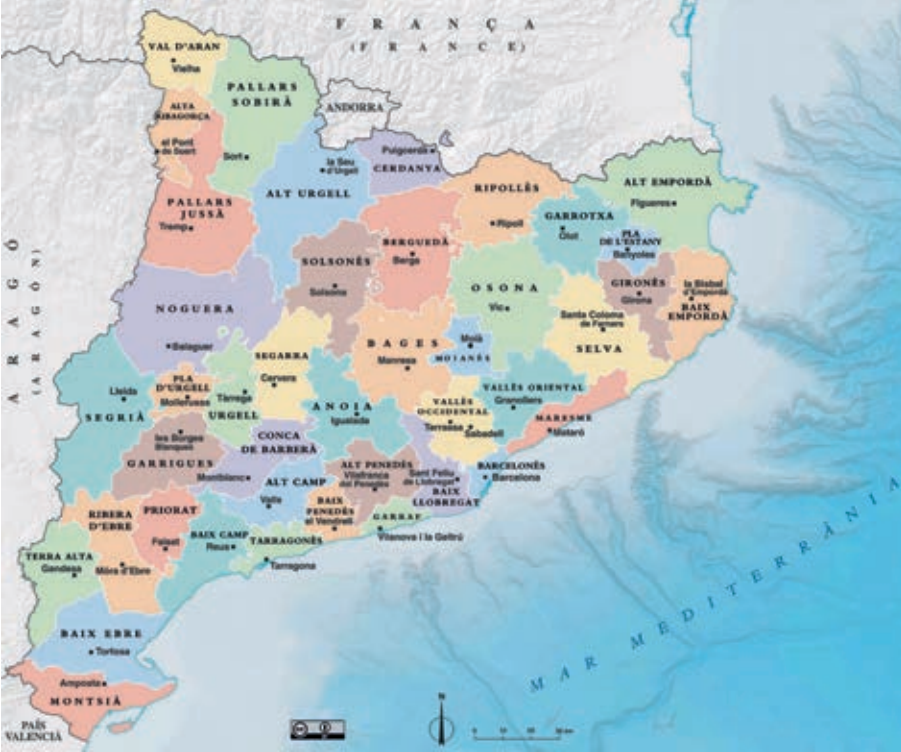 FRANÇA
(FRANCE)
VAL D'ARAN
Vielha
PALLARS
SOBIRÀ
ANDORRA
ALTA
RIBAGORÇA
el Pont
de Suert
Sort
la Seu
d'Urgell
Puigcerdà
CERDANYA
ALT URGELL
PALLARS
JUSSÀ
Tremp
RIPOLLÈS
Ripoll
ALT EMPORDÀ
Figueres
GARROTXA
Olot
PLA
DE L'ESTANY
Banyoles
BERGUEDÀ
Berga
SOLSONÈS
Solsona
OSONA
Vic
GIRONÈS
Girona
la Bisbal
d'Empordà
BAIX
EMPORDÀ
ARAGÓ
(ARAGÓN)
NOGUERA
Balaguer
Santa Coloma
de Farners
SELVA
BAGES
Manresa
Moià
MOIANÈS
SEGARRA
Cervera
PLA
D'URGELL
Mollerussa
Tàrrega
URGELL
Lleida
SEGRIÀ
ANOIA
Igualada
VALLÈS ORIENTAL
Granollers
VALLÈS
OCCIDENTAL
Terrassa
Sabadell
MARESME
Mataró
les Borges
Blanques
GARRIGUES
CONCA
DE BARBERÀ
Montblanc
ALT CAMP
Valls
ALT PENEDÈS
Vilafranca
del Penedès
Sant Feliu
de Llobregat
BAIX
LLOBREGAT
BARCELONÈS
Barcelona
BAIX
PENEDÈS
el Vendrell
GARRAF
Vilanova i la Geltrú
RIBERA
D'EBRE
Móra d'Ebre
PRIORAT
Falset
BAIX CAMP
Reus
TARRAGONÈS
Tarragona
TERRA ALTA
Gandesa
BAIX EBRE
Tortosa
Amposta
MONTSIÀ
PAÍS
VALENCIÀ
MAR MEDITERRÀNIA
N
cc